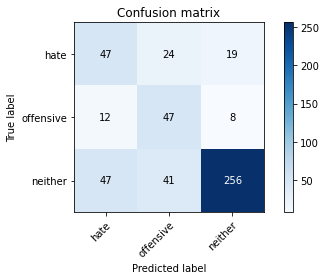 Confusion matrix
hate 47 24 19
offensive 12 47 8
neither 47 41 256
hate offensive neither
True label
Predicted label
250
200
150
100
50